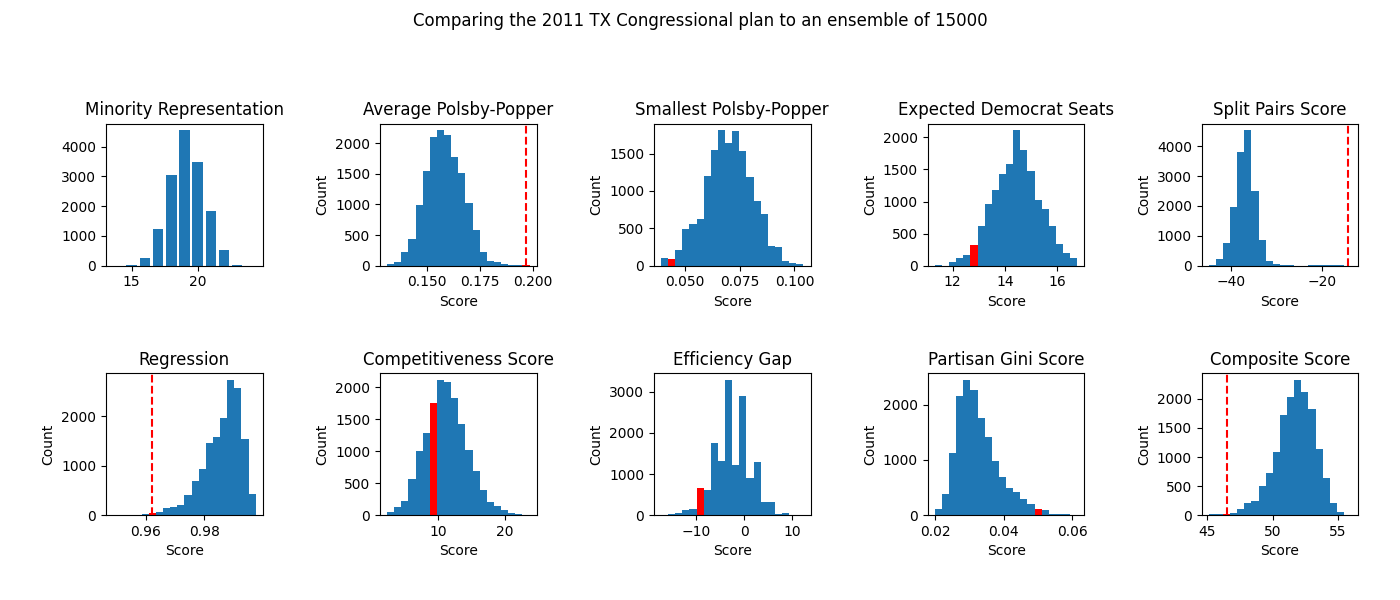 Comparing the 2011 TX Congressional plan to an ensemble of 15000
Minority Representation
4000
3000
2000
1000
0
15 20
Average Polsby-Popper
Count
2000
1500
1000
500
0
0.150 0.175 0.200
Score
Smallest Polsby-Popper
Count
1500
1000
500
0
0.050 0.075 0.100
Score
Expected Democrat Seats
Count
2000
1500
1000
500
0
12 14 16
Score
Split Pairs Score
Count
4000
3000
2000
1000
0
−40 −20
Score
Regression
Count
2000
1000
0
0.96 0.98
Score
Competitiveness Score
Count
2000
1500
1000
500
0
10 20
Score
Efficiency Gap
Count
3000
2000
1000
0
−10 0 10
Score
Partisan Gini Score
Count
2000
1000
0
0.02 0.04 0.06
Score
Composite Score
Count
2000
1500
1000
500
0
45 50 55
Score